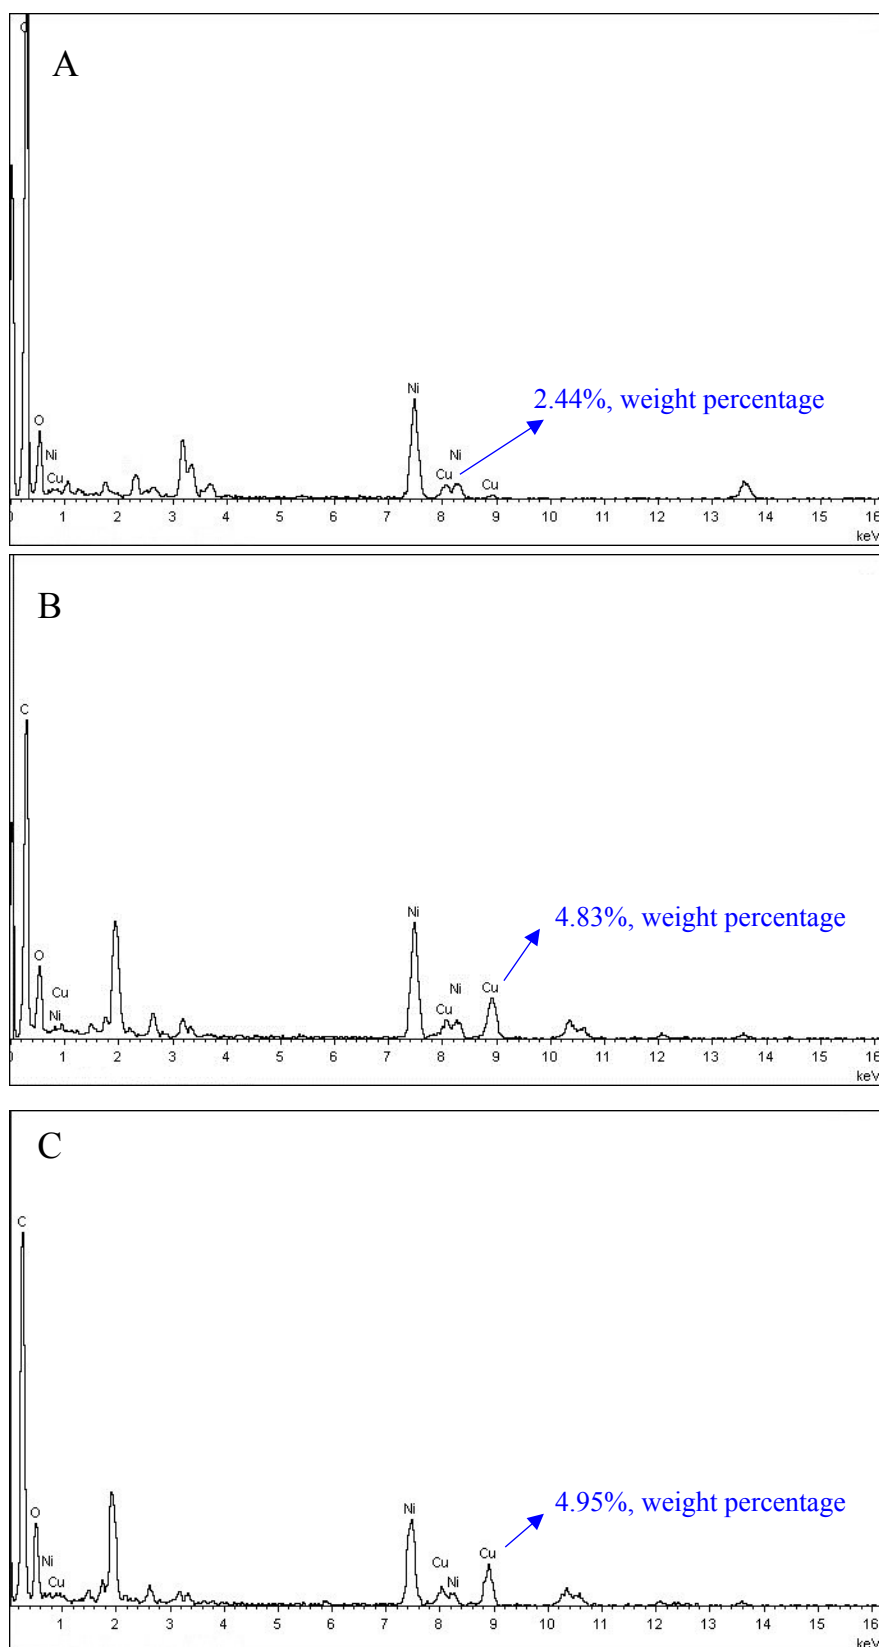 C
A
2.44%, weight percentage
Ni
O
Ni
Ni
Cu
Cu
Cu
0 1 2 3 4 5 6 7 8 9 10 11 12 13 14 15 16
keV
B
C
4.83%, weight percentage
Ni
O
Cu
Ni
Cu
Cu
Ni
0 1 2 3 4 5 6 7 8 9 10 11 12 13 14 15 16
keV
C
C
4.95%, weight percentage
Ni
O
Cu
Cu
Ni
Cu
Ni
1 2 3 4 5 6 7 8 9 10 11 12 13 14 15 16
keV